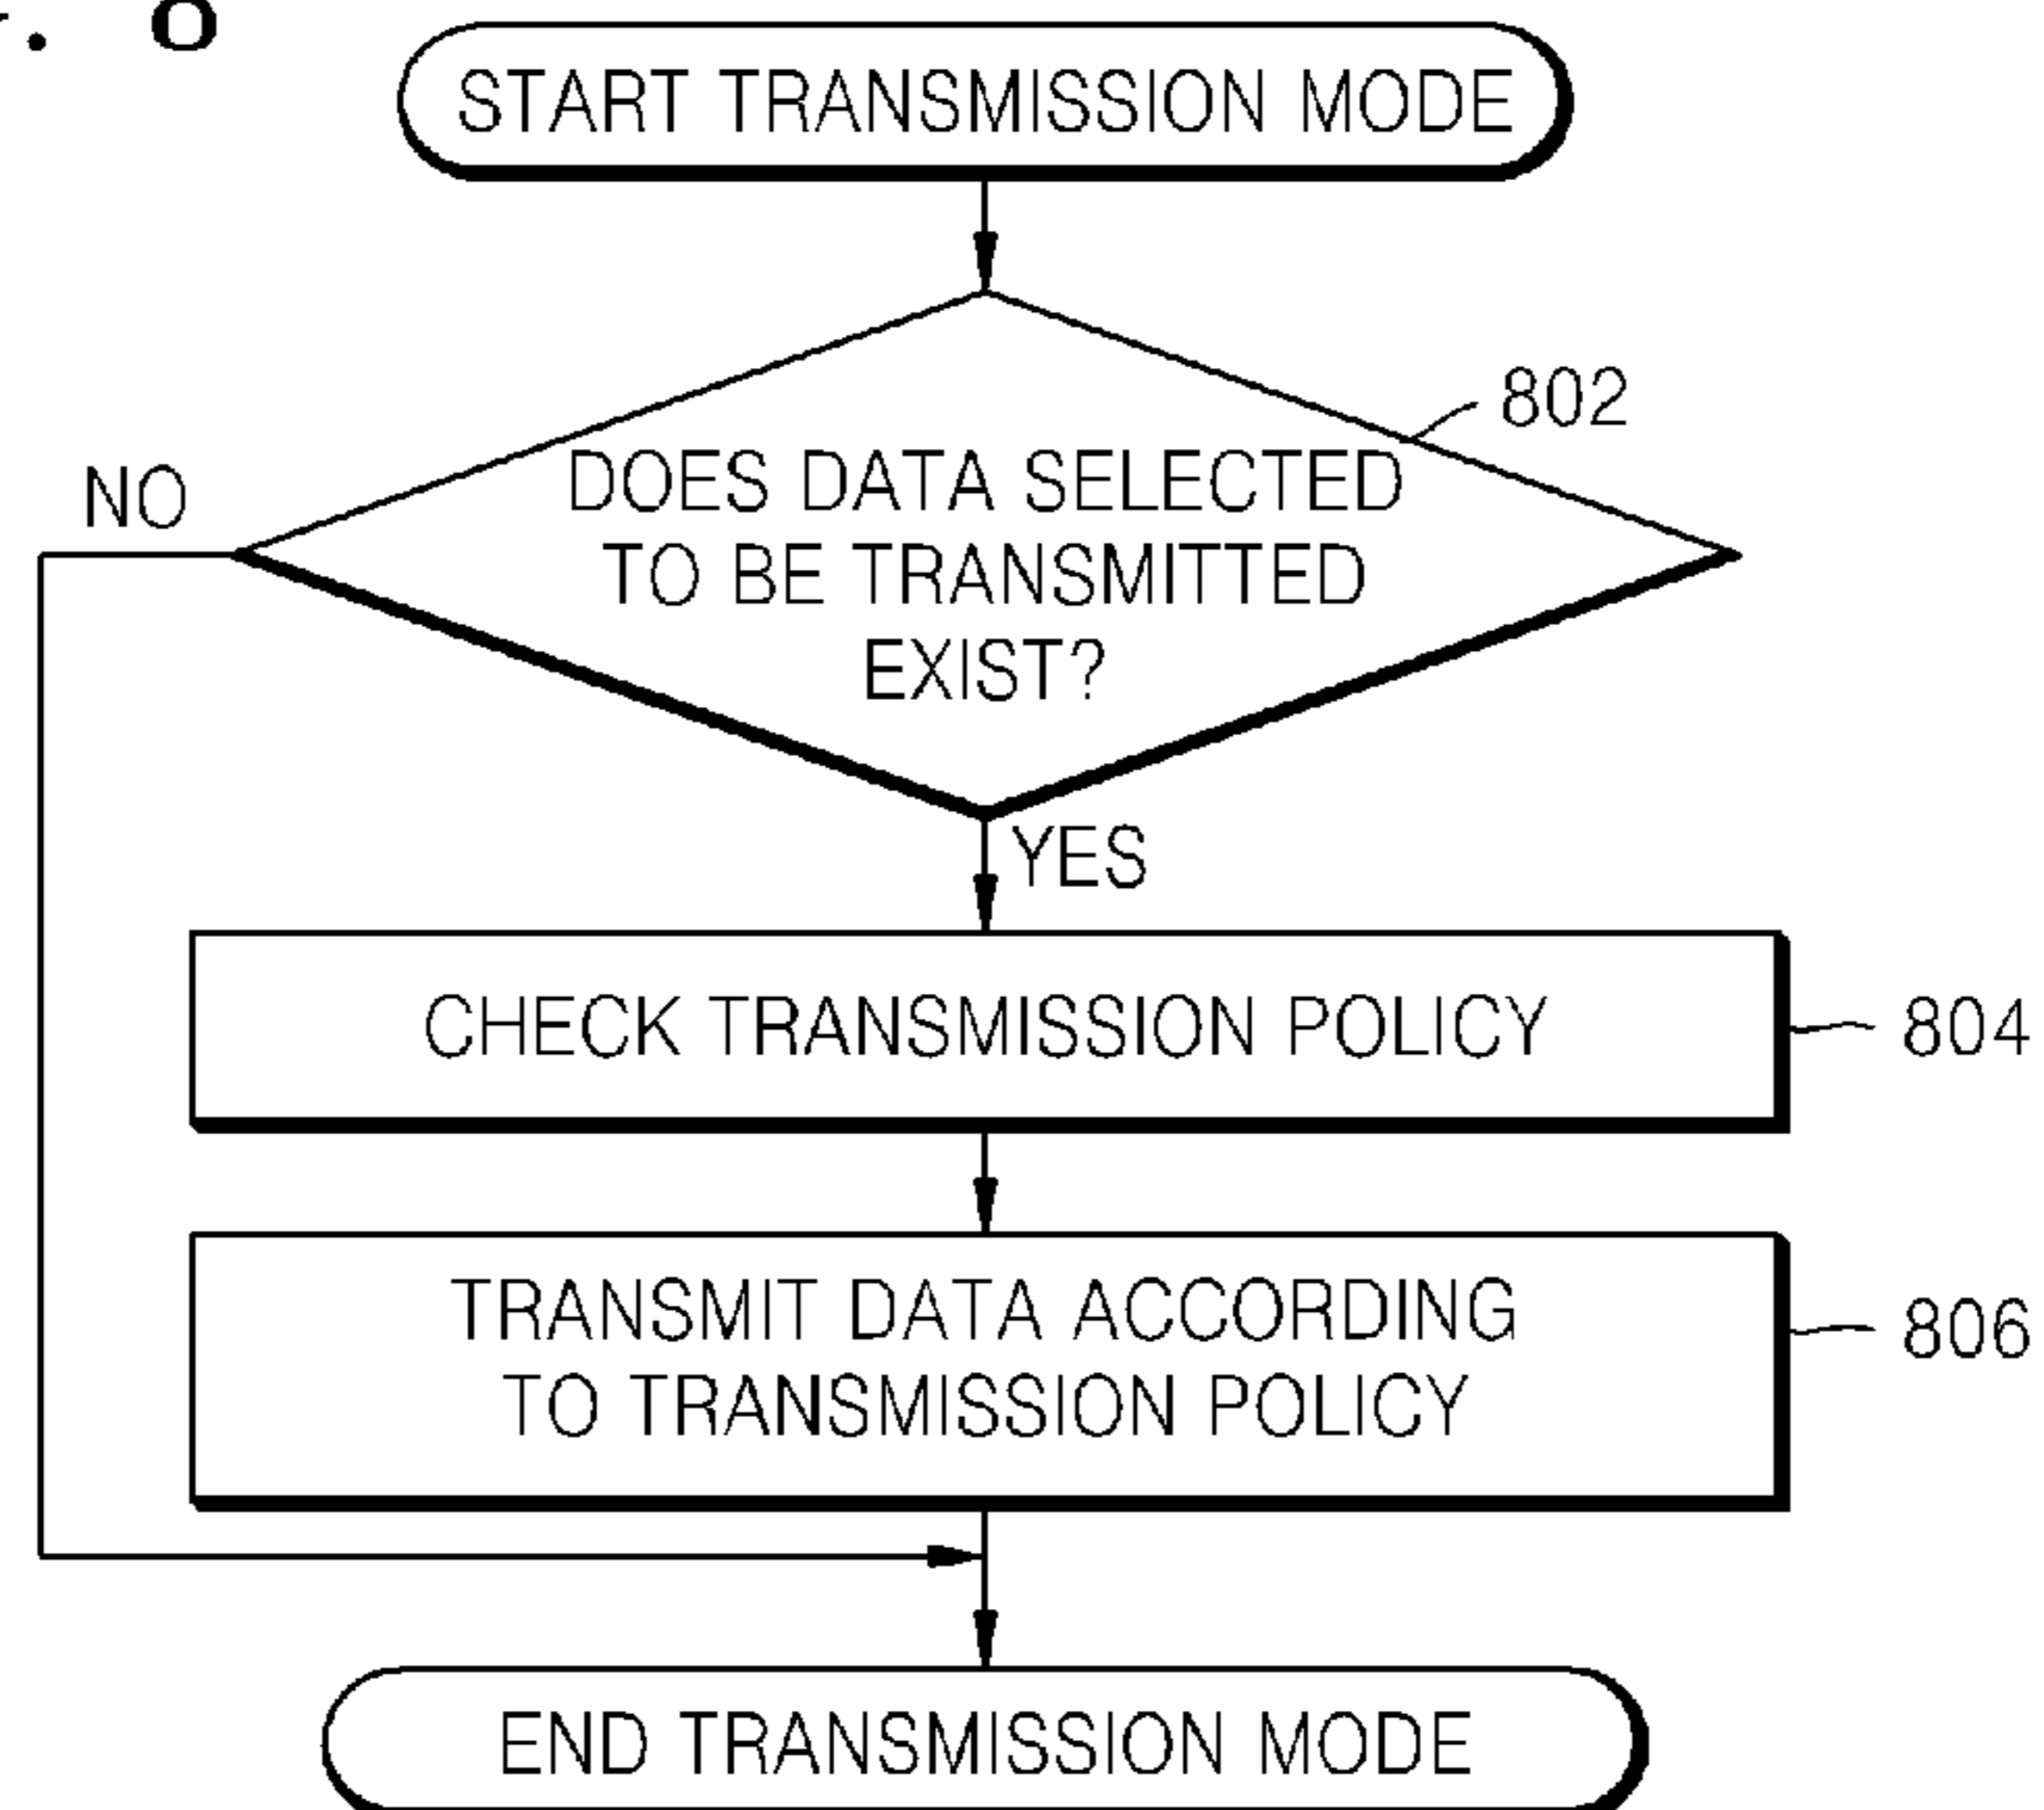 . 8
START TRANSMISSION MODE
802
DOES DATA SELECTED
TO BE TRANSMITTED
EXIST?
NO
YES
CHECK TRANSMISSION POLICY
804
TRANSMIT DATA ACCORDING
TO TRANSMISSION POLICY
806
END TRANSMISSION MODE